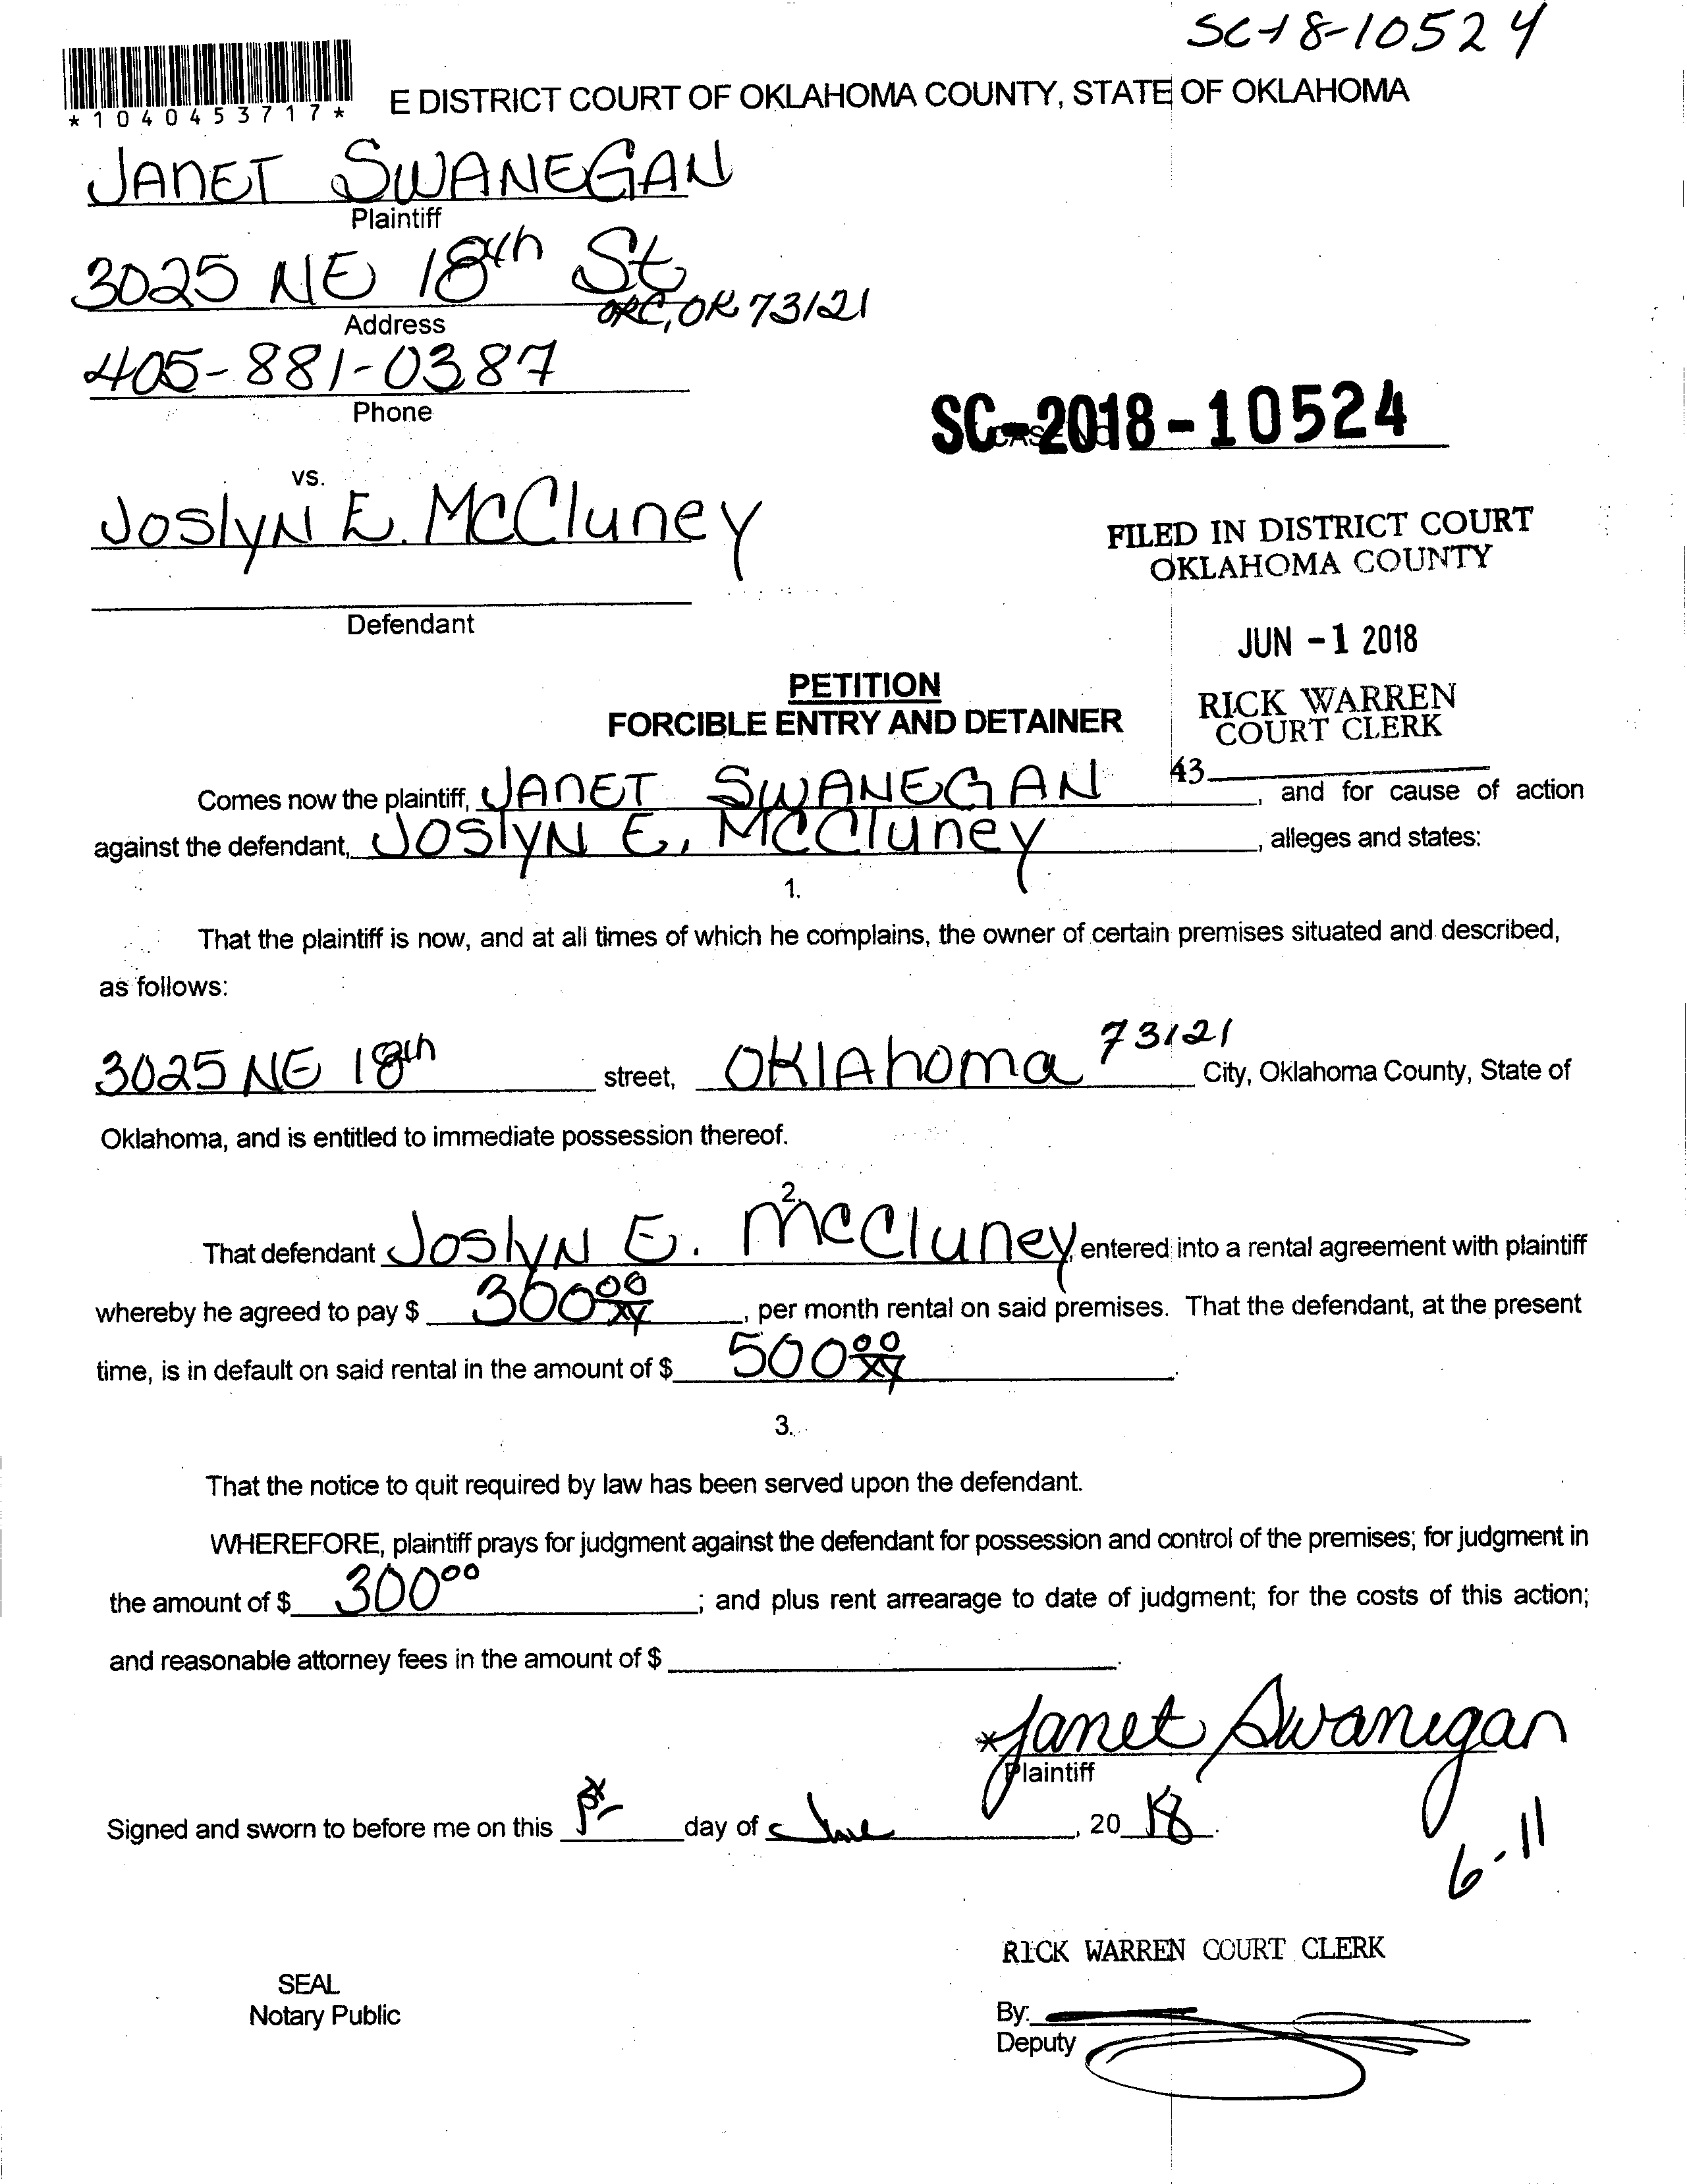 SC-18-10524
*1040453717*
E DISTRICT COURT OF OKLAHOMA COUNTY, STATE OF OKLAHOMA
JANET SWANEGAN
Plaintiff
3025 NE 18th St
OKC, OK 73121
Address
405-881-0387
Phone
SC-2018-10524
vs.
Joslyn E. McCluney
Defendant
FILED IN DISTRICT COURT
OKLAHOMA COUNTY
JUN -1 2018
RICK WARREN
COURT CLERK
43
PETITION
FORCIBLE ENTRY AND DETAINER
Comes now the plaintiff, JANET SWANEGAN, and for cause of action
against the defendant, Joslyn E. McCluney, alleges and states:
1.
That the plaintiff is now, and at all times of which he complains, the owner of certain premises situated and described,
as follows:
3025 NE 18th street, Oklahoma 73121 City, Oklahoma County, State of
Oklahoma, and is entitled to immediate possession thereof.
2.
That defendant Joslyn E. McCluney, entered into a rental agreement with plaintiff
whereby he agreed to pay $ 300 00/xx, per month rental on said premises. That the defendant, at the present
time, is in default on said rental in the amount of $ 500 00/xx.
3.
That the notice to quit required by law has been served upon the defendant.
WHEREFORE, plaintiff prays for judgment against the defendant for possession and control of the premises; for judgment in
the amount of $ 300 00; and plus rent arrearage to date of judgment; for the costs of this action;
and reasonable attorney fees in the amount of $
*Janet Swanegan
Plaintiff
Signed and sworn to before me on this 1st day of June, 2018.
6-11
RICK WARREN COURT CLERK
SEAL
Notary Public
By:
Deputy